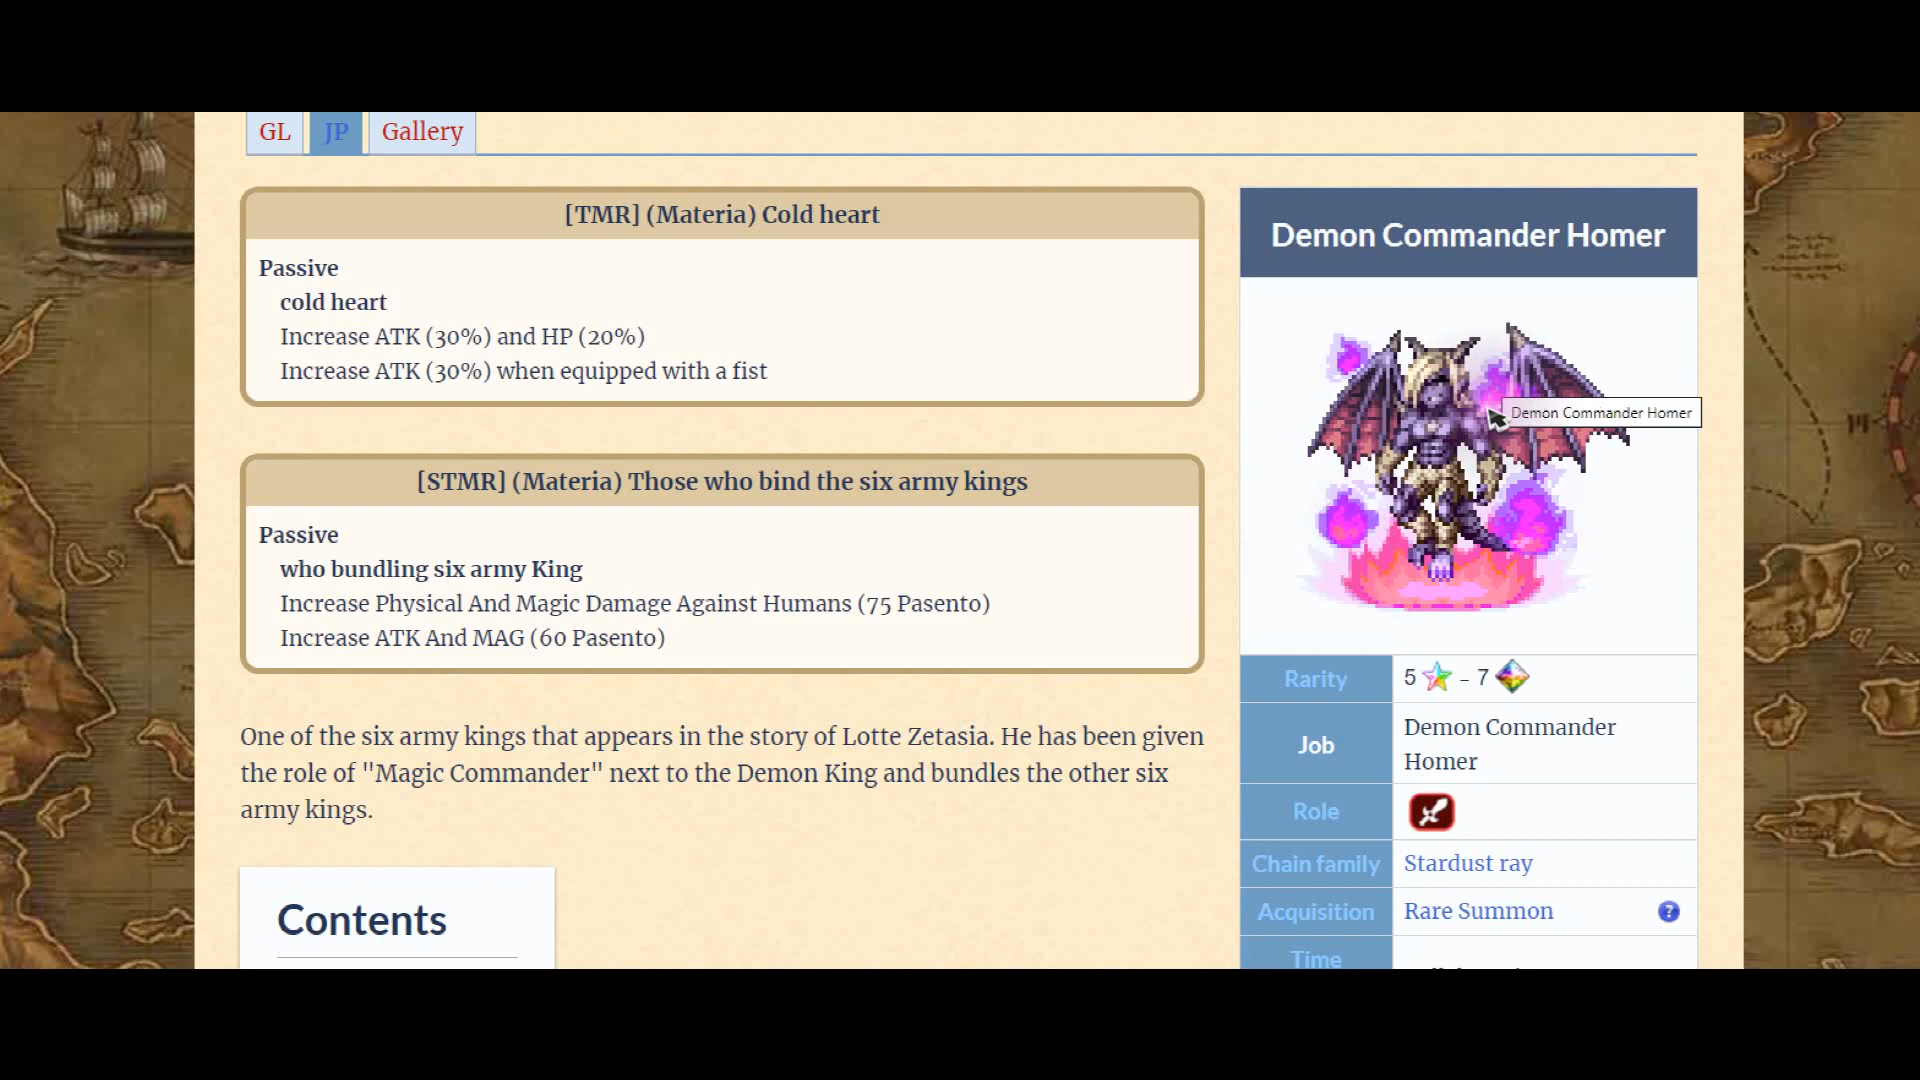 GL JP Gallery
[TMR] (Materia) Cold heart
Passive
cold heart
Increase ATK (30%) and HP (20%)
Increase ATK (30%) when equipped with a fist
[STMR] (Materia) Those who bind the six army kings
Passive
who bundling six army King
Increase Physical And Magic Damage Against Humans (75 Pasento)
Increase ATK And MAG (60 Pasento)
One of the six army kings that appears in the story of Lotte Zetasia. He has been given
the role of "Magic Commander" next to the Demon King and bundles the other six
army kings.
Contents
Demon Commander Homer
Demon Commander Homer
Rarity 5 – 7
Job Demon Commander
Homer
Role
Chain family Stardust ray
Acquisition Rare Summon ?
Time